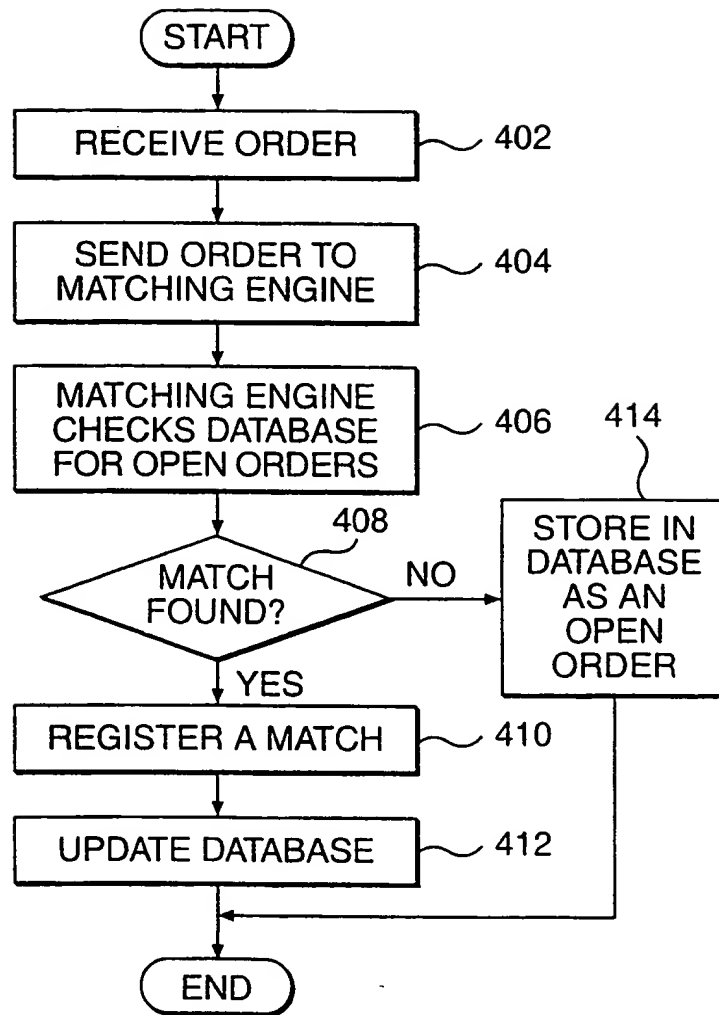 START
RECEIVE ORDER
402
SEND ORDER TO
MATCHING ENGINE
404
MATCHING ENGINE
CHECKS DATABASE
FOR OPEN ORDERS
406
408
MATCH
FOUND?
NO
414
STORE IN
DATABASE
AS AN
OPEN
ORDER
YES
REGISTER A MATCH
410
UPDATE DATABASE
412
END